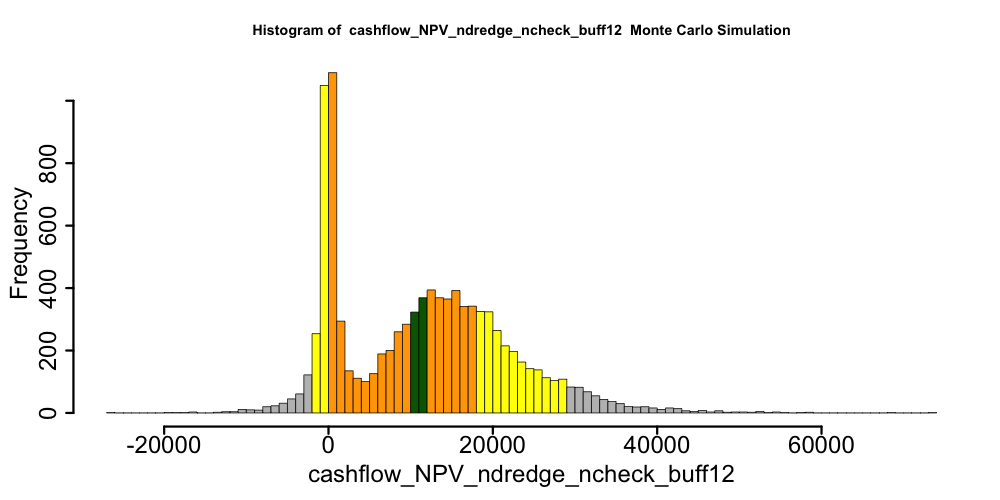 Histogram of  cashflow_NPV_ndredge_ncheck_buff12  Monte Carlo Simulation
Frequency
800
600
400
200
0
-20000 0 20000 40000 60000
cashflow_NPV_ndredge_ncheck_buff12